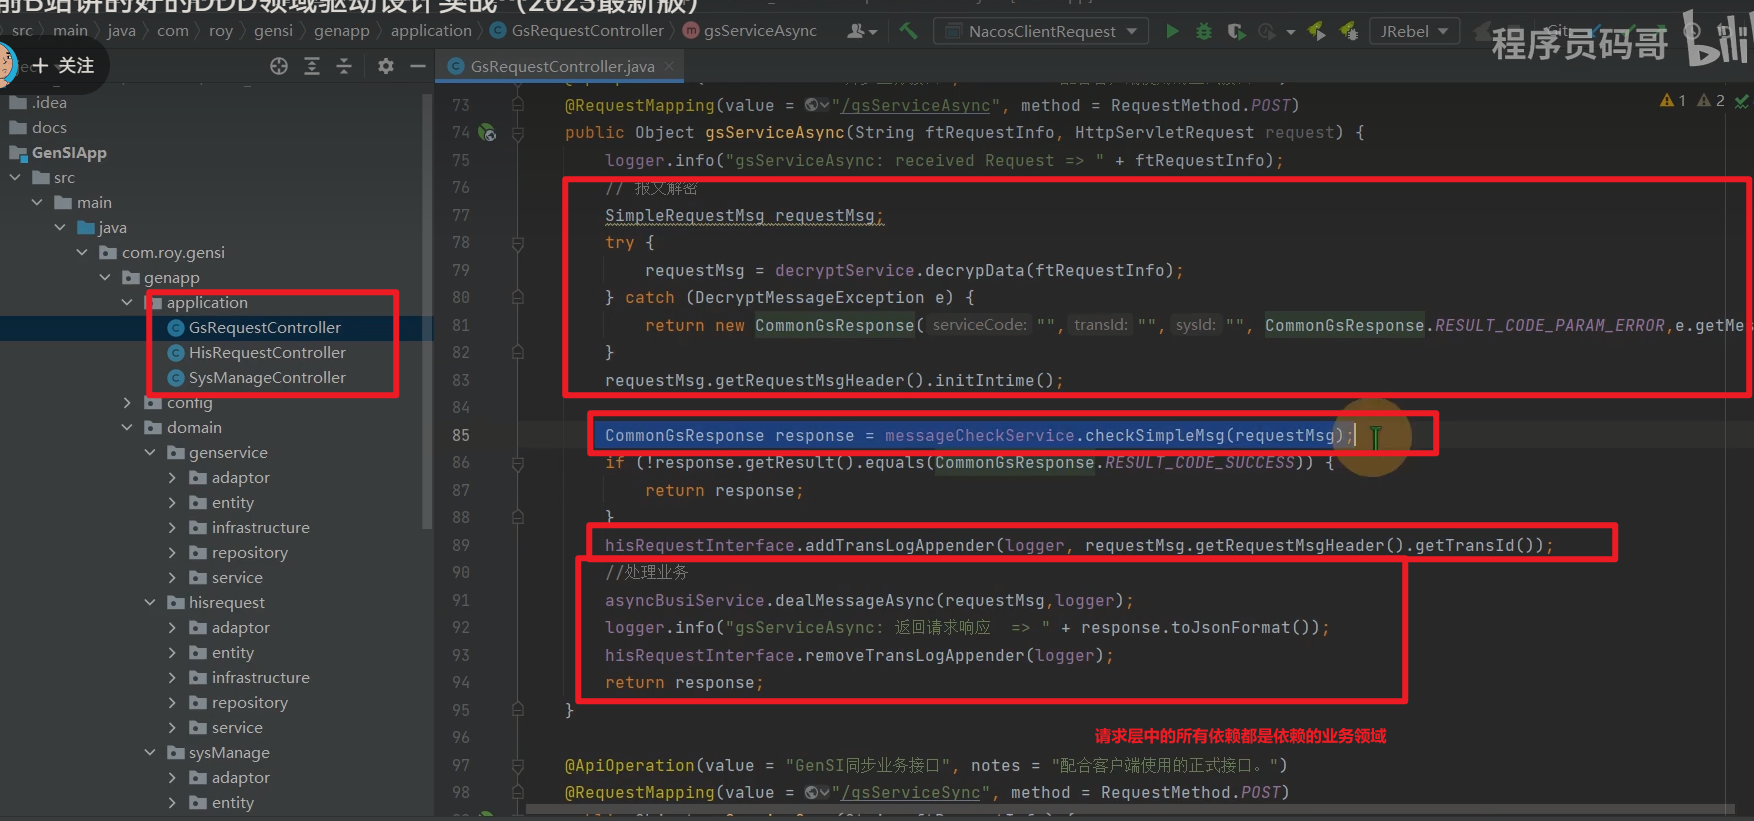 前B站讲的好的DDD领域驱动设计实战 (2023最新版)
src main java com roy gensi genapp application GsRequestController gsServiceAsync
NacosClientRequest
JRebel
Git:
程序员码哥
bili
+ 关注
GsRequestController.java
.idea
docs
GenSIApp
src
main
java
com.roy.gensi
genapp
application
GsRequestController
HisRequestController
SysManageController
config
domain
genservice
adaptor
entity
infrastructure
repository
service
hisrequest
adaptor
entity
infrastructure
repository
service
sysManage
adaptor
entity
1 2
73 @RequestMapping(value = "/gsServiceAsync", method = RequestMethod.POST)
74 public Object gsServiceAsync(String ftRequestInfo, HttpServletRequest request) {
75 logger.info("gsServiceAsync: received Request => " + ftRequestInfo);
76 // 报文解密
77 SimpleRequestMsg requestMsg;
78 try {
79 requestMsg = decryptService.decrypData(ftRequestInfo);
80 } catch (DecryptMessageException e) {
81 return new CommonGsResponse( serviceCode: "", transId: "", sysId: "", CommonGsResponse.RESULT_CODE_PARAM_ERROR,e.getMes
82 }
83 requestMsg.getRequestMsgHeader().initIntime();
84
85 CommonGsResponse response = messageCheckService.checkSimpleMsg(requestMsg);
86 if (!response.getResult().equals(CommonGsResponse.RESULT_CODE_SUCCESS)) {
87 return response;
88 }
89 hisRequestInterface.addTransLogAppender(logger, requestMsg.getRequestMsgHeader().getTransId());
90 //处理业务
91 asyncBusiService.dealMessageAsync(requestMsg,logger);
92 logger.info("gsServiceAsync: 返回请求响应 => " + response.toJsonFormat());
93 hisRequestInterface.removeTransLogAppender(logger);
94 return response;
95 }
96
请求层中的所有依赖都是依赖的业务领域
97 @ApiOperation(value = "GenSI同步业务接口", notes = "配合客户端使用的正式接口。")
98 @RequestMapping(value = "/gsServiceSync", method = RequestMethod.POST)